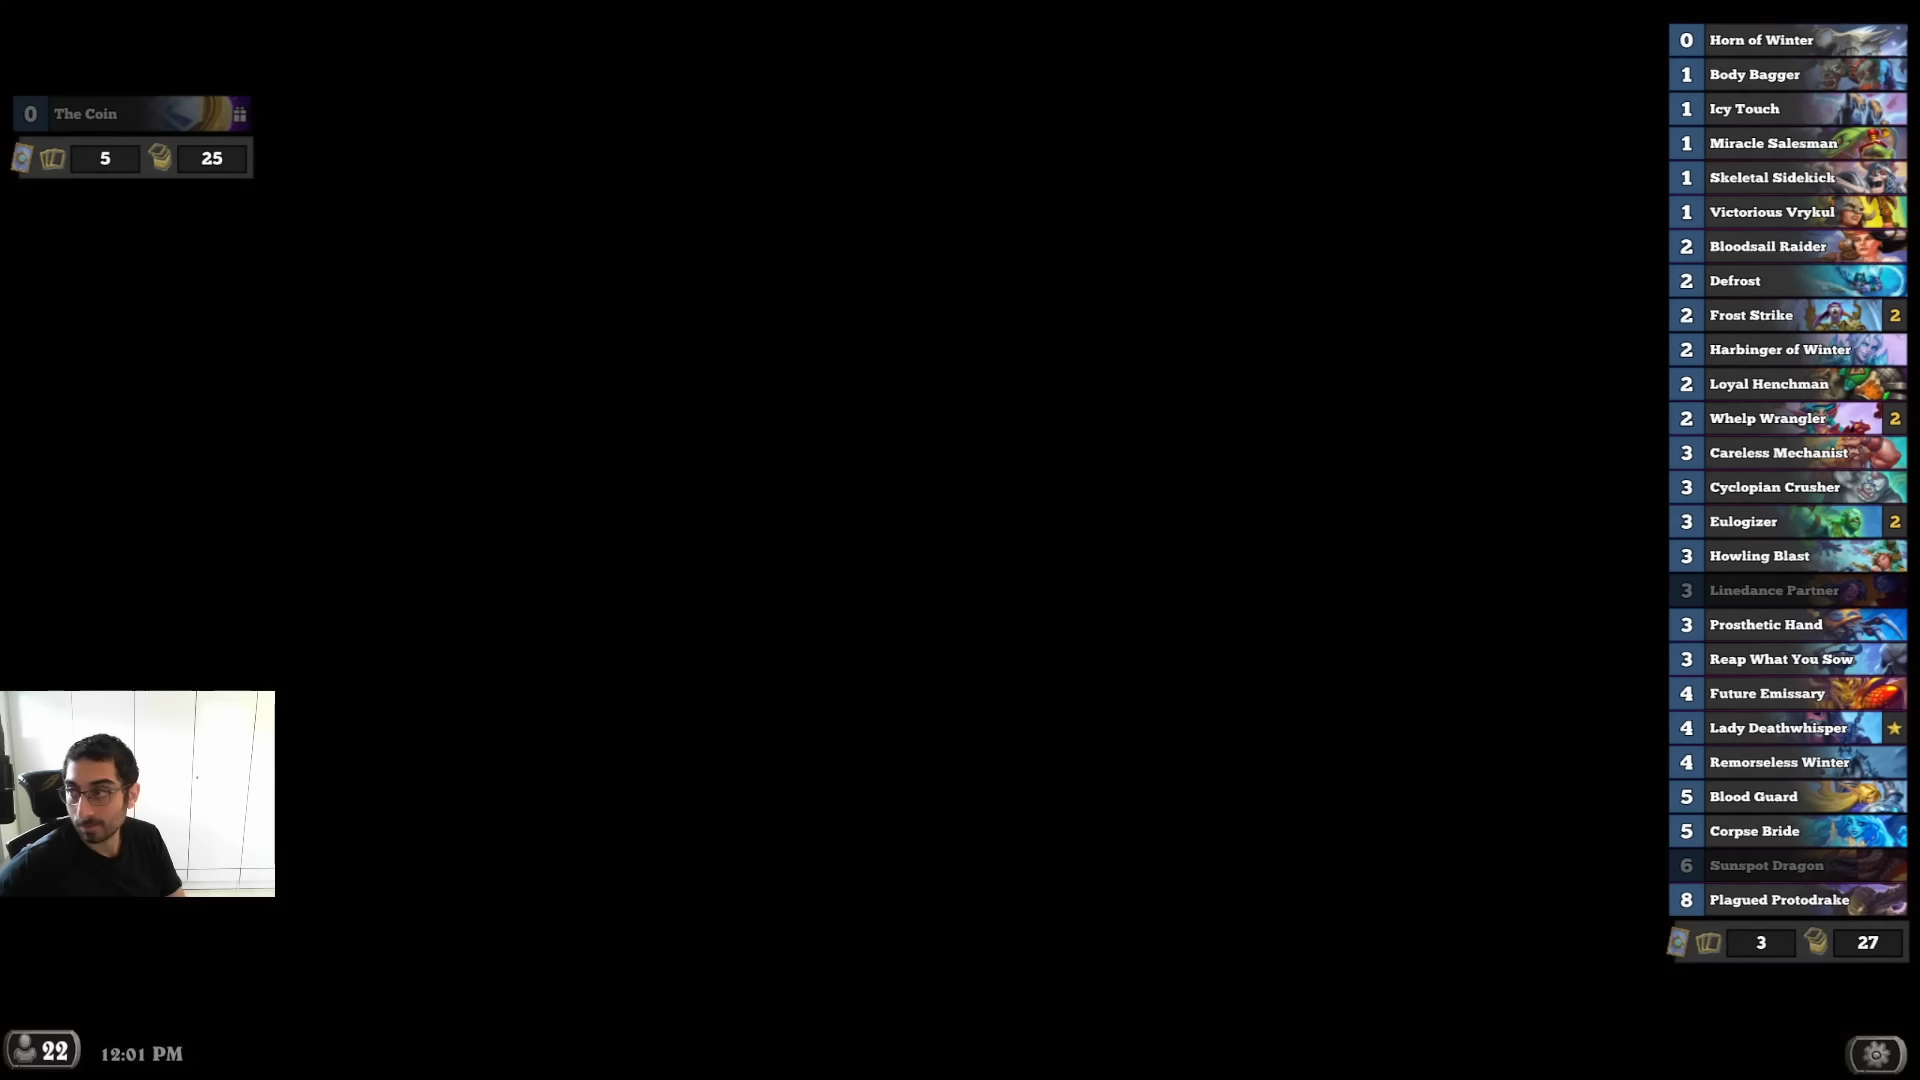 0 The Coin
5 25
0 Horn of Winter
1 Body Bagger
1 Icy Touch
1 Miracle Salesman
1 Skeletal Sidekick
1 Victorious Vrykul
2 Bloodsail Raider
2 Defrost
2 Frost Strike 2
2 Harbinger of Winter
2 Loyal Henchman
2 Whelp Wrangler 2
3 Careless Mechanist
3 Cyclopian Crusher
3 Eulogizer 2
3 Howling Blast
3 Linedance Partner
3 Prosthetic Hand
3 Reap What You Sow
4 Future Emissary
4 Lady Deathwhisper
4 Remorseless Winter
5 Blood Guard
5 Corpse Bride
6 Sunspot Dragon
8 Plagued Protodrake
3 27
22 12:01 PM